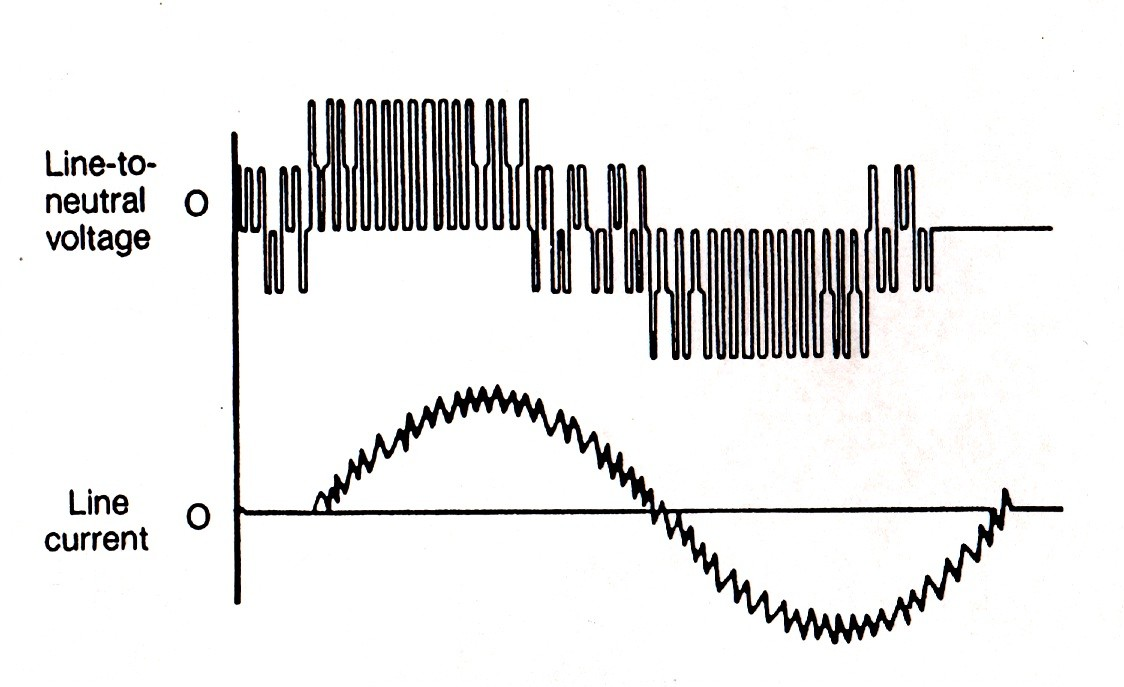 Line-to-
neutral
voltage
O
Line
current
O